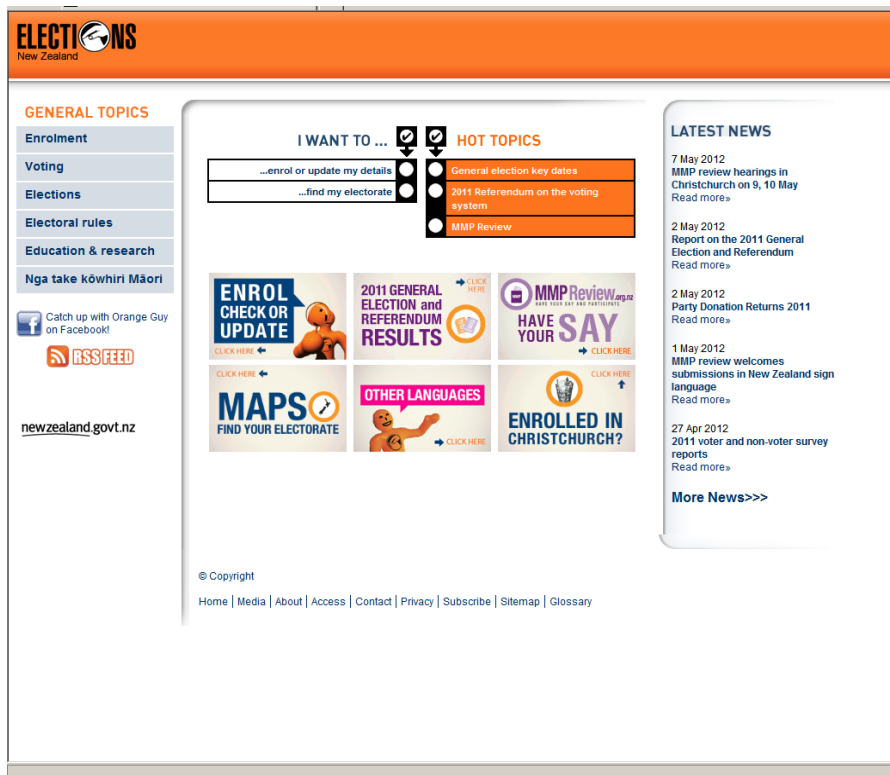 ELECTIONS
New Zealand
GENERAL TOPICS
Enrolment
Voting
Elections
Electoral rules
Education & research
Nga take kōwhiri Māori
Catch up with Orange Guy
on Facebook!
RSS FEED
newzealand.govt.nz
I WANT TO ...
...enrol or update my details
...find my electorate
HOT TOPICS
General election key dates
2011 Referendum on the voting
system
MMP Review
ENROL
CHECK OR
UPDATE
CLICK HERE
2011 GENERAL
ELECTION and
REFERENDUM
RESULTS
CLICK
HERE
MMP Review.org.nz
HAVE YOUR SAY AND PARTICIPATE
HAVE
YOUR SAY
CLICK HERE
CLICK HERE
MAPS
FIND YOUR ELECTORATE
OTHER LANGUAGES
CLICK HERE
CLICK HERE
ENROLLED IN
CHRISTCHURCH?
LATEST NEWS
7 May 2012
MMP review hearings in
Christchurch on 9, 10 May
Read more»
2 May 2012
Report on the 2011 General
Election and Referendum
Read more»
2 May 2012
Party Donation Returns 2011
Read more»
1 May 2012
MMP review welcomes
submissions in New Zealand sign
language
Read more»
27 Apr 2012
2011 voter and non-voter survey
reports
Read more»
More News>>>
© Copyright
Home | Media | About | Access | Contact | Privacy | Subscribe | Sitemap | Glossary